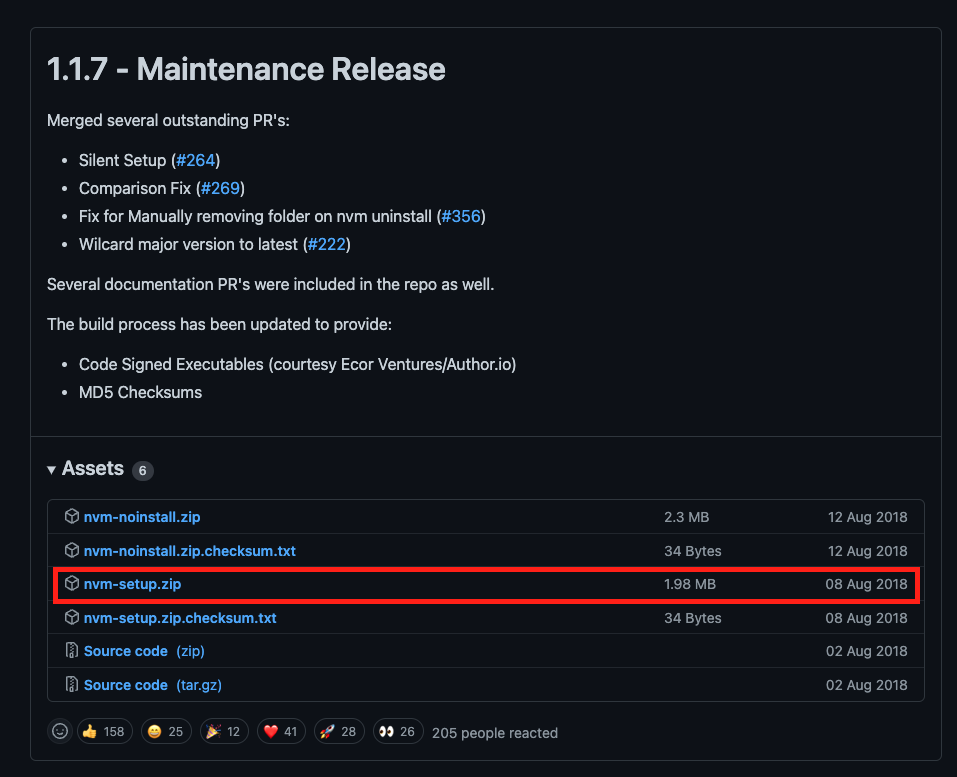 1.1.7 - Maintenance Release
Merged several outstanding PR's:
• Silent Setup (#264)
• Comparison Fix (#269)
• Fix for Manually removing folder on nvm uninstall (#356)
• Wilcard major version to latest (#222)
Several documentation PR's were included in the repo as well.
The build process has been updated to provide:
• Code Signed Executables (courtesy Ecor Ventures/Author.io)
• MD5 Checksums
Assets 6
nvm-noinstall.zip 2.3 MB 12 Aug 2018
nvm-noinstall.zip.checksum.txt 34 Bytes 12 Aug 2018
nvm-setup.zip 1.98 MB 08 Aug 2018
nvm-setup.zip.checksum.txt 34 Bytes 08 Aug 2018
Source code (zip) 02 Aug 2018
Source code (tar.gz) 02 Aug 2018
👍 158 😄 25 🎉 12 ❤️ 41 🚀 28 👀 26 205 people reacted